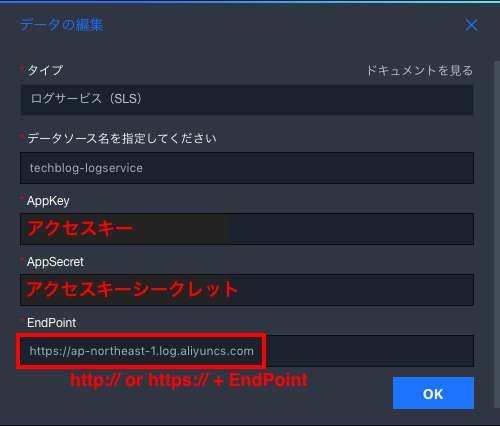 データの編集
* タイプ ドキュメントを見る
ログサービス（SLS）
* データソース名を指定してください
techblog-logservice
* AppKey
アクセスキー
* AppSecret
アクセスキーシークレット
* EndPoint
https://ap-northeast-1.log.aliyuncs.com
http:// or https:// + EndPoint
OK